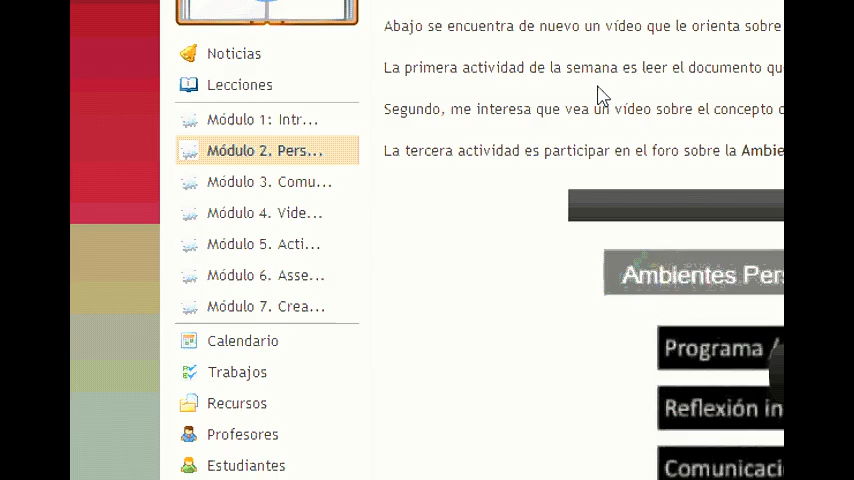 Noticias
Lecciones
Módulo 1: Intr...
Módulo 2. Pers...
Módulo 3. Comu...
Módulo 4. Vide...
Módulo 5. Acti...
Módulo 6. Asse...
Módulo 7. Crea...
Calendario
Trabajos
Recursos
Profesores
Estudiantes
Abajo se encuentra de nuevo un vídeo que le orienta sobre
La primera actividad de la semana es leer el documento qu
Segundo, me interesa que vea un vídeo sobre el concepto
La tercera actividad es participar en el foro sobre la Ambie
Ambientes Pers
Programa /
Reflexión in
Comunicaci